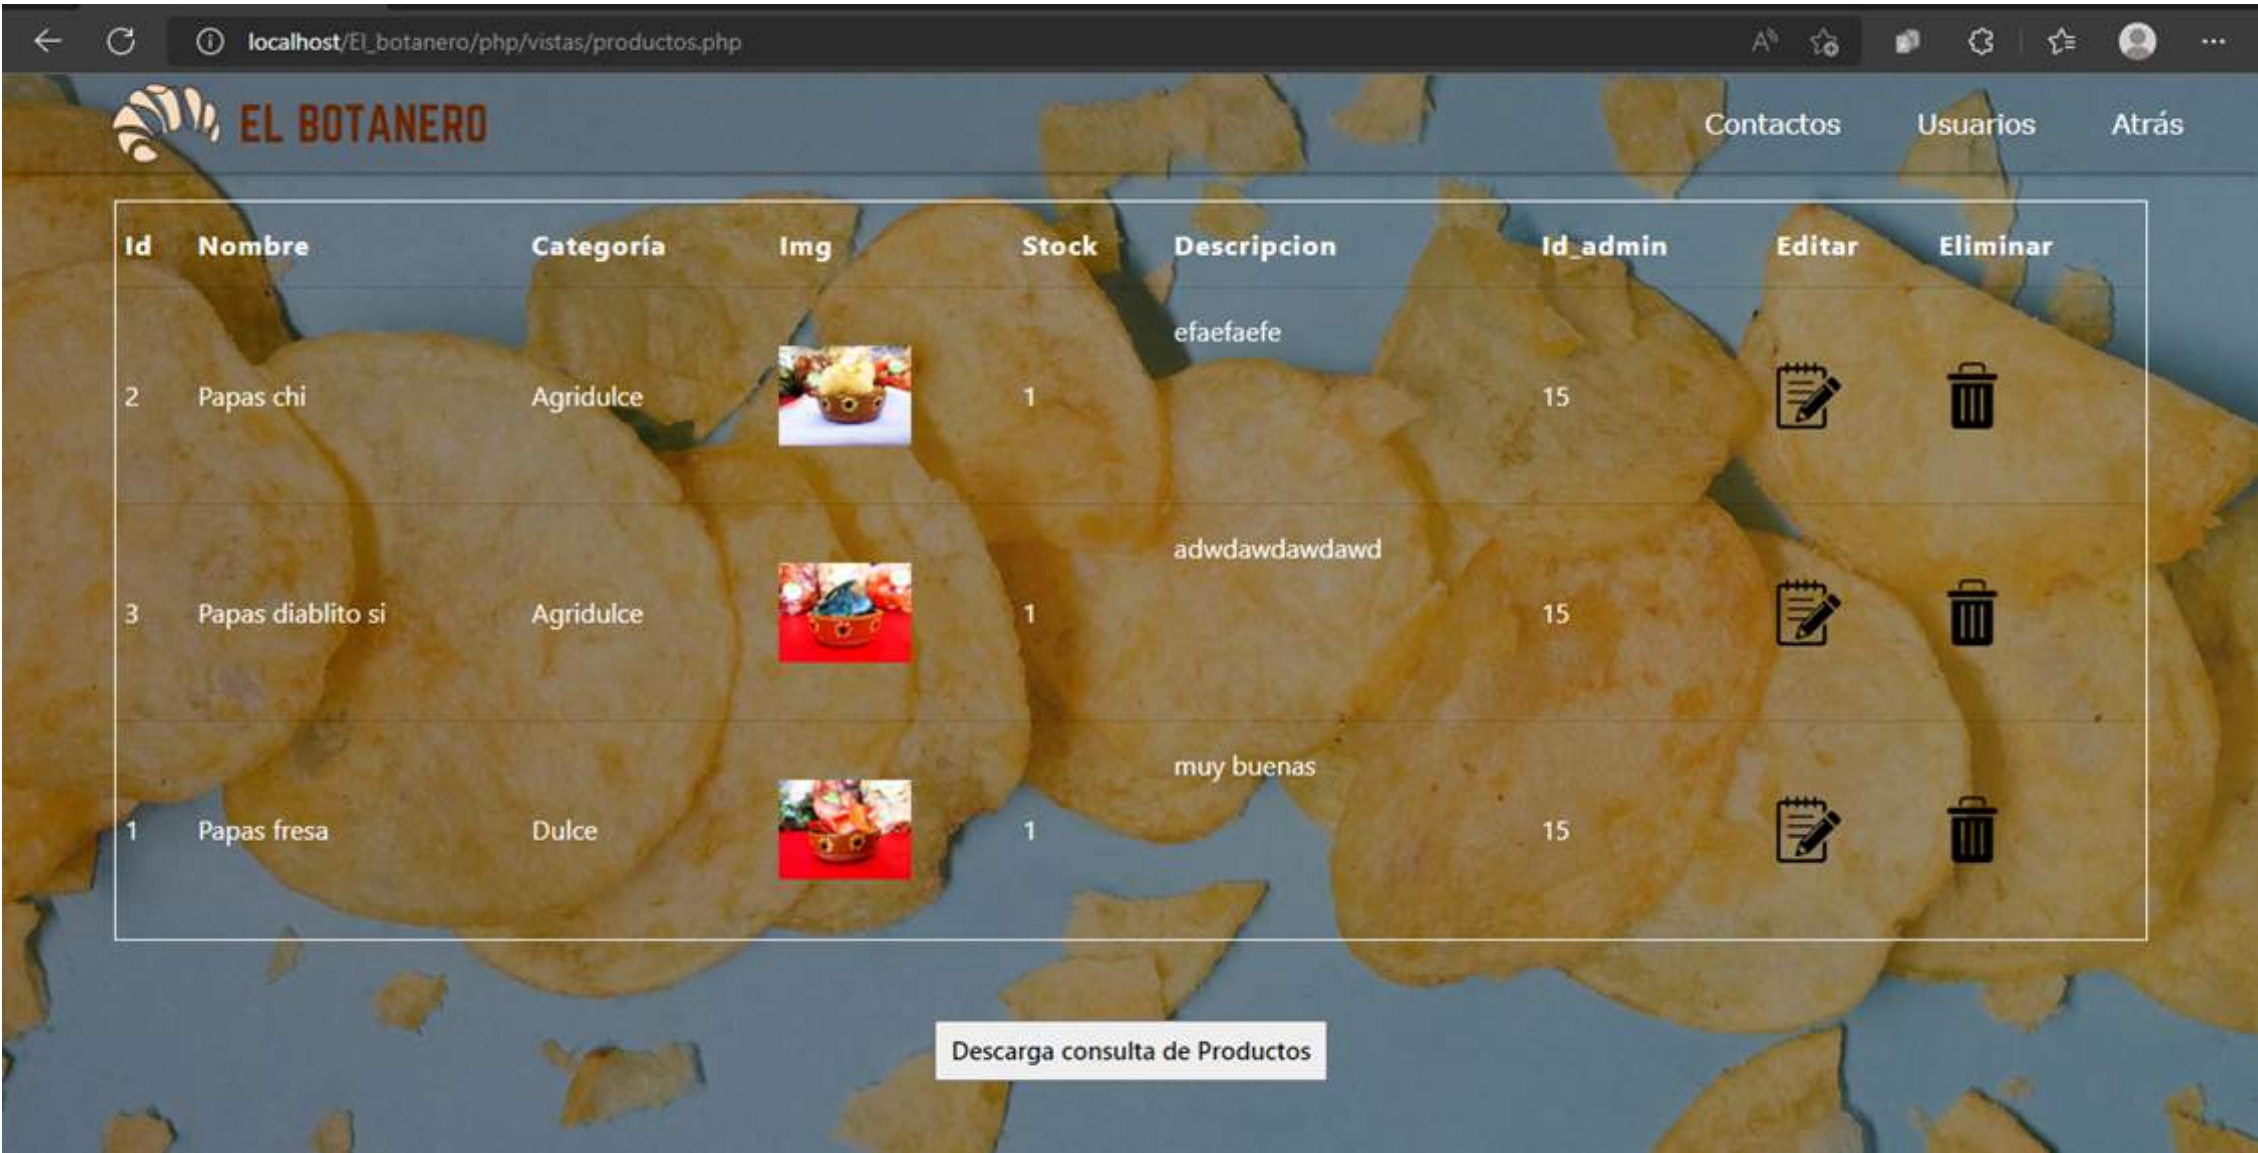 localhost/El_botanero/php/vistas/productos.php
EL BOTANERO
Contactos Usuarios Atrás
Id Nombre Categoría Img Stock Descripcion Id_admin Editar Eliminar
efaefaefe
2 Papas chi Agridulce 1 15
adwdawdawdawd
3 Papas diablito si Agridulce 1 15
muy buenas
1 Papas fresa Dulce 1 15
Descarga consulta de Productos